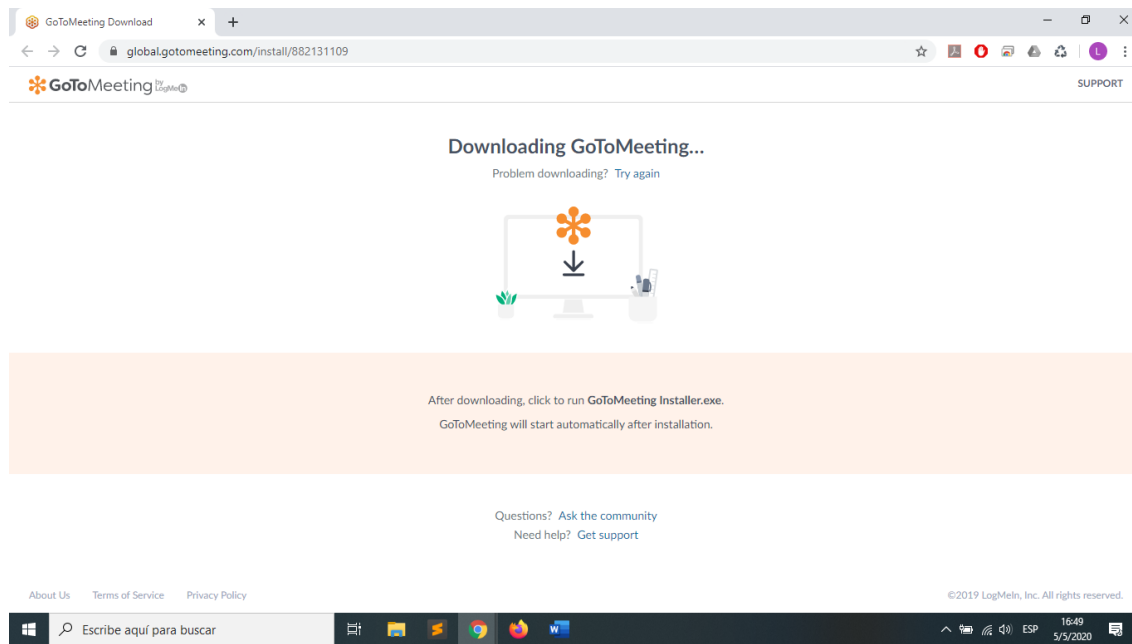 GoToMeeting Download
global.gotomeeting.com/install/882131109
L
GoToMeeting by LogMeIn
SUPPORT
Downloading GoToMeeting...
Problem downloading? Try again
After downloading, click to run GoToMeeting Installer.exe.
GoToMeeting will start automatically after installation.
Questions? Ask the community
Need help? Get support
About Us Terms of Service Privacy Policy ©2019 LogMeIn, Inc. All rights reserved.
Escribe aquí para buscar
ESP
16:49
5/5/2020